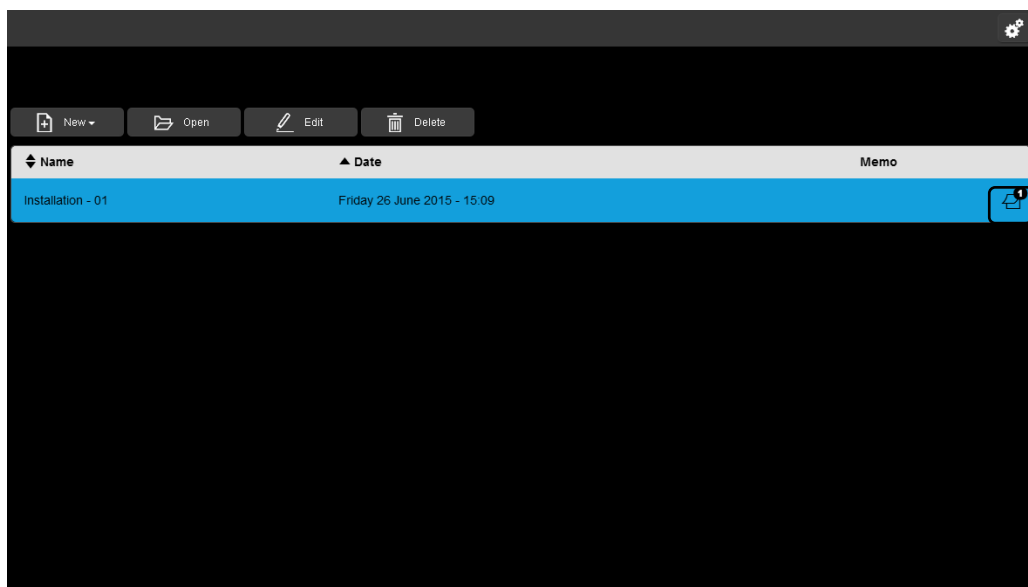 New Open Edit Delete
Name Date Memo
Installation - 01 Friday 26 June 2015 - 15:09 1